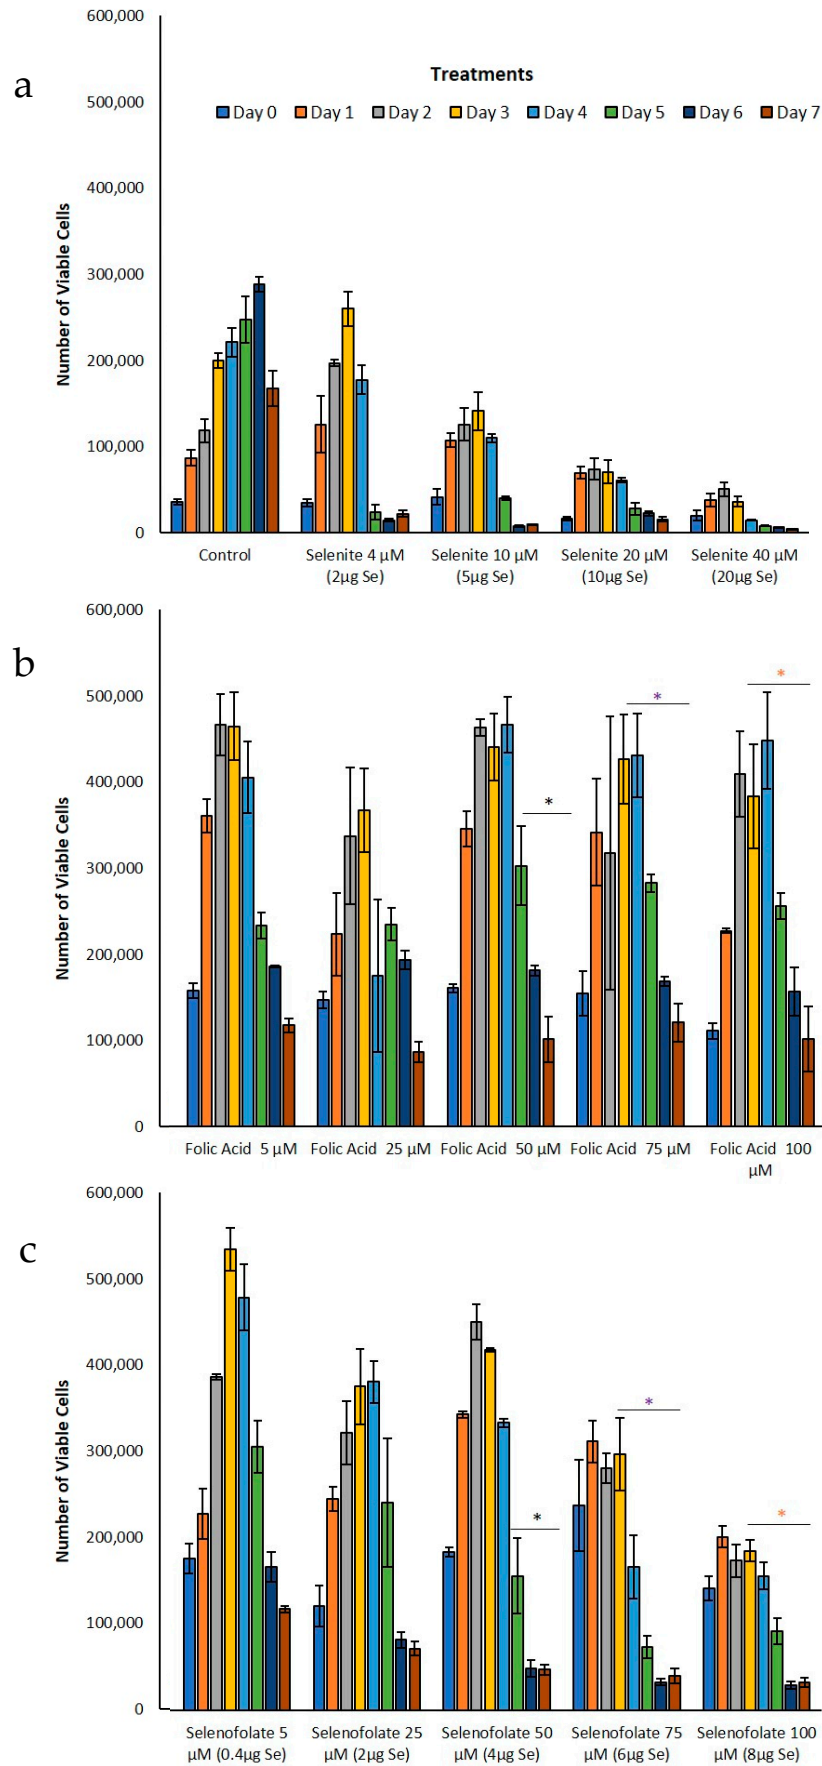 a
600,000
500,000
400,000
300,000
200,000
100,000
0
Number of Viable Cells
Treatments
Day 0 Day 1 Day 2 Day 3 Day 4 Day 5 Day 6 Day 7
Control Selenite 4 µM Selenite 10 µM Selenite 20 µM Selenite 40 µM
(2µg Se) (5µg Se) (10µg Se) (20µg Se)
b
600,000
500,000
400,000
300,000
200,000
100,000
0
Number of Viable Cells
*
*
*
Folic Acid 5 µM Folic Acid 25 µM Folic Acid 50 µM Folic Acid 75 µM Folic Acid 100
µM
c
600,000
500,000
400,000
300,000
200,000
100,000
0
Number of Viable Cells
*
*
*
Selenofolate 5 Selenofolate 25 Selenofolate 50 Selenofolate 75 Selenofolate 100
µM (0.4µg Se) µM (2µg Se) µM (4µg Se) µM (6µg Se) µM (8µg Se)